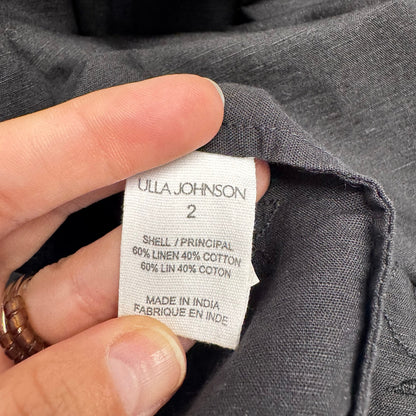 ULLA JOHNSON
2
SHELL / PRINCIPAL
60% LINEN 40% COTTON
60% LIN 40% COTON
MADE IN INDIA
FABRIQUE EN INDE